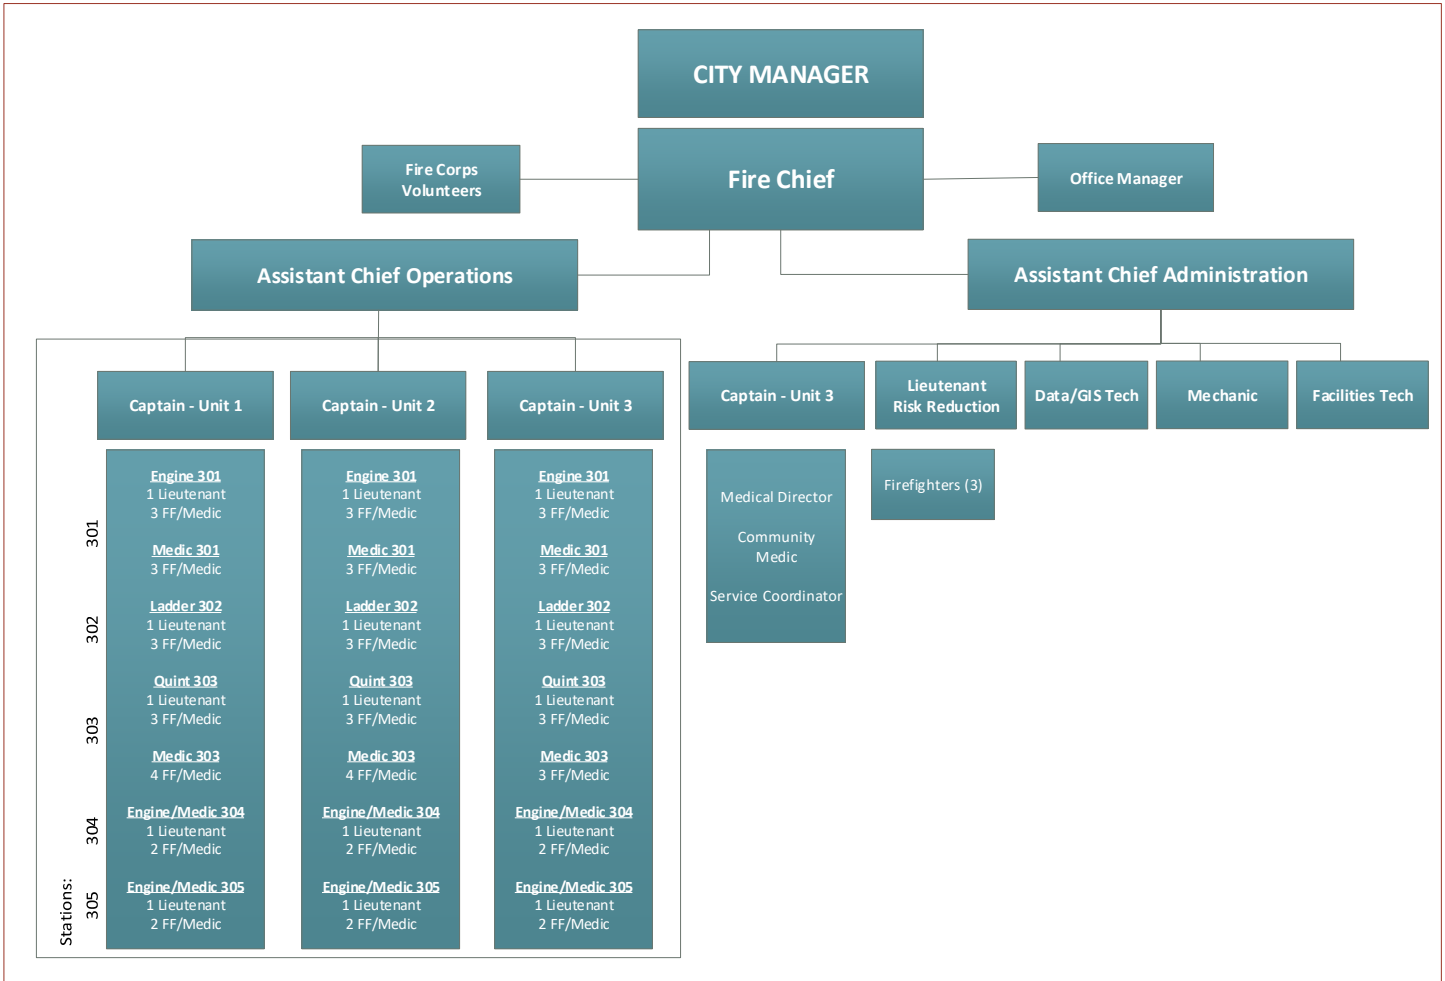 CITY MANAGER
Fire Chief
Fire Corps
Volunteers
Office Manager
Assistant Chief Operations
Assistant Chief Administration
Captain - Unit 1
Captain - Unit 2
Captain - Unit 3
Captain - Unit 3
Lieutenant
Risk Reduction
Data/GIS Tech
Mechanic
Facilities Tech
Stations:
301
302
303
304
305
Engine 301
1 Lieutenant
3 FF/Medic
Medic 301
3 FF/Medic
Ladder 302
1 Lieutenant
3 FF/Medic
Quint 303
1 Lieutenant
3 FF/Medic
Medic 303
4 FF/Medic
Engine/Medic 304
1 Lieutenant
2 FF/Medic
Engine/Medic 305
1 Lieutenant
2 FF/Medic
Engine 301
1 Lieutenant
3 FF/Medic
Medic 301
3 FF/Medic
Ladder 302
1 Lieutenant
3 FF/Medic
Quint 303
1 Lieutenant
3 FF/Medic
Medic 303
4 FF/Medic
Engine/Medic 304
1 Lieutenant
2 FF/Medic
Engine/Medic 305
1 Lieutenant
2 FF/Medic
Engine 301
1 Lieutenant
3 FF/Medic
Medic 301
3 FF/Medic
Ladder 302
1 Lieutenant
3 FF/Medic
Quint 303
1 Lieutenant
3 FF/Medic
Medic 303
3 FF/Medic
Engine/Medic 304
1 Lieutenant
2 FF/Medic
Engine/Medic 305
1 Lieutenant
2 FF/Medic
Medical Director
Community
Medic
Service Coordinator
Firefighters (3)